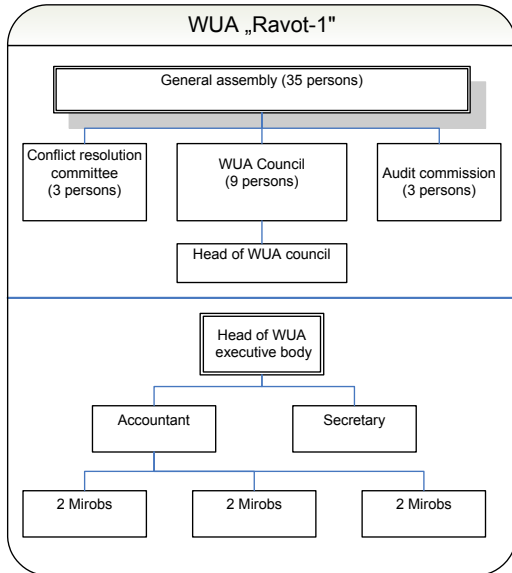 WUA „Ravot-1"
General assembly (35 persons)
Conflict resolution
committee
(3 persons)
WUA Council
(9 persons)
Audit commission
(3 persons)
Head of WUA council
Head of WUA
executive body
Accountant
Secretary
2 Mirobs
2 Mirobs
2 Mirobs